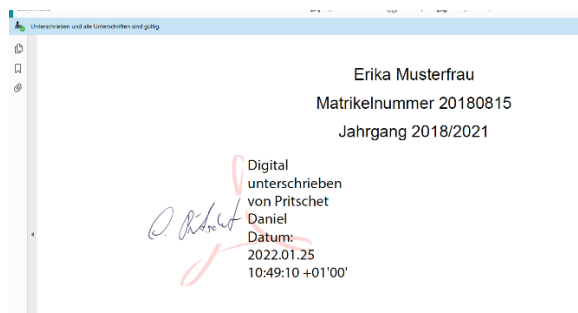 Unterschrieben und alle Unterschriften sind gültig.
Erika Musterfrau
Matrikelnummer 20180815
Jahrgang 2018/2021
Digital
unterschrieben
von Pritschet
Daniel
Datum:
2022.01.25
10:49:10 +01'00'